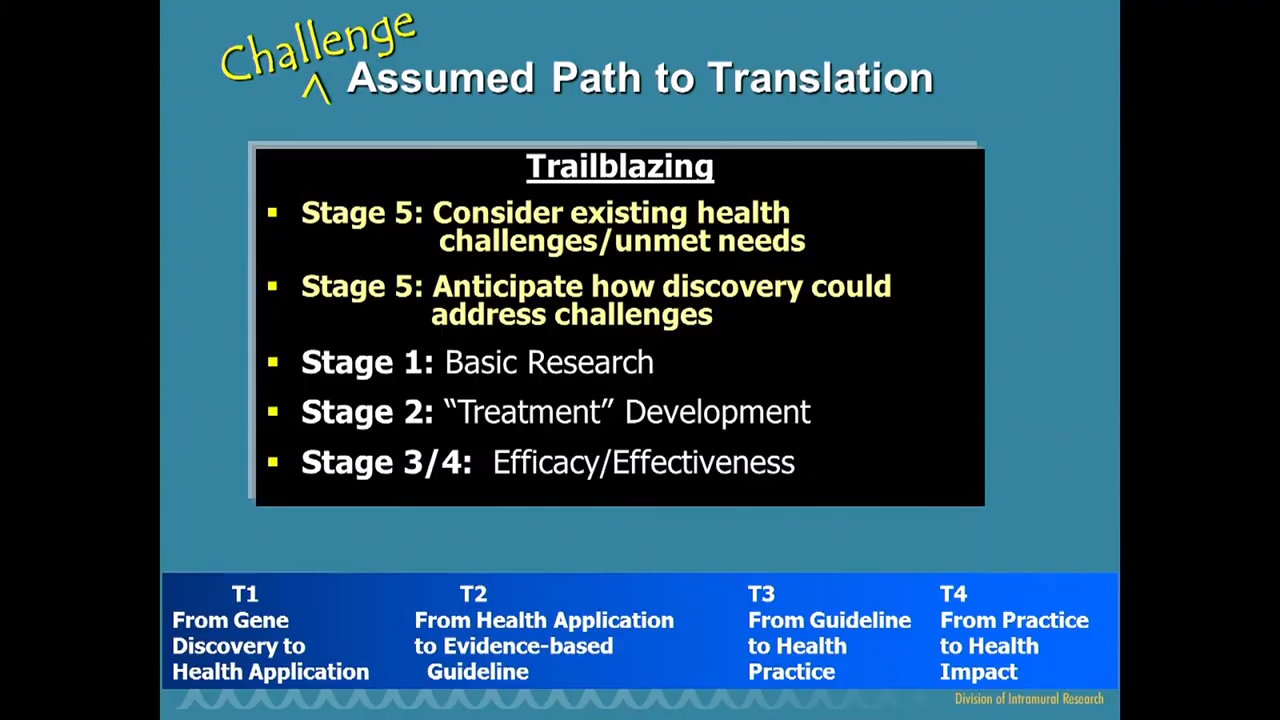 Challenge
Assumed Path to Translation
Trailblazing
▪ Stage 5: Consider existing health
challenges/unmet needs
▪ Stage 5: Anticipate how discovery could
address challenges
▪ Stage 1: Basic Research
▪ Stage 2: “Treatment” Development
▪ Stage 3/4: Efficacy/Effectiveness
T1
From Gene
Discovery to
Health Application
T2
From Health Application
to Evidence-based
Guideline
T3
From Guideline
to Health
Practice
T4
From Practice
to Health
Impact
Division of Intramural Research